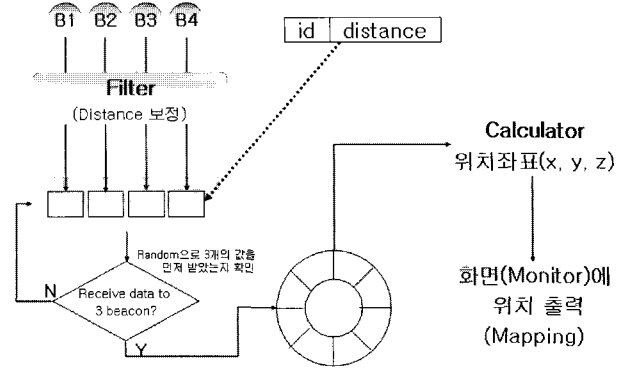 B1 B2 B3 B4
id distance
Filter
(Distance 보정)
Calculator
위치좌표(x, y, z)
Random으로 3개의 값을
먼저 받았는지 확인
N
Receive data to
3 beacon?
Y
화면(Monitor)에
위치 출력
(Mapping)